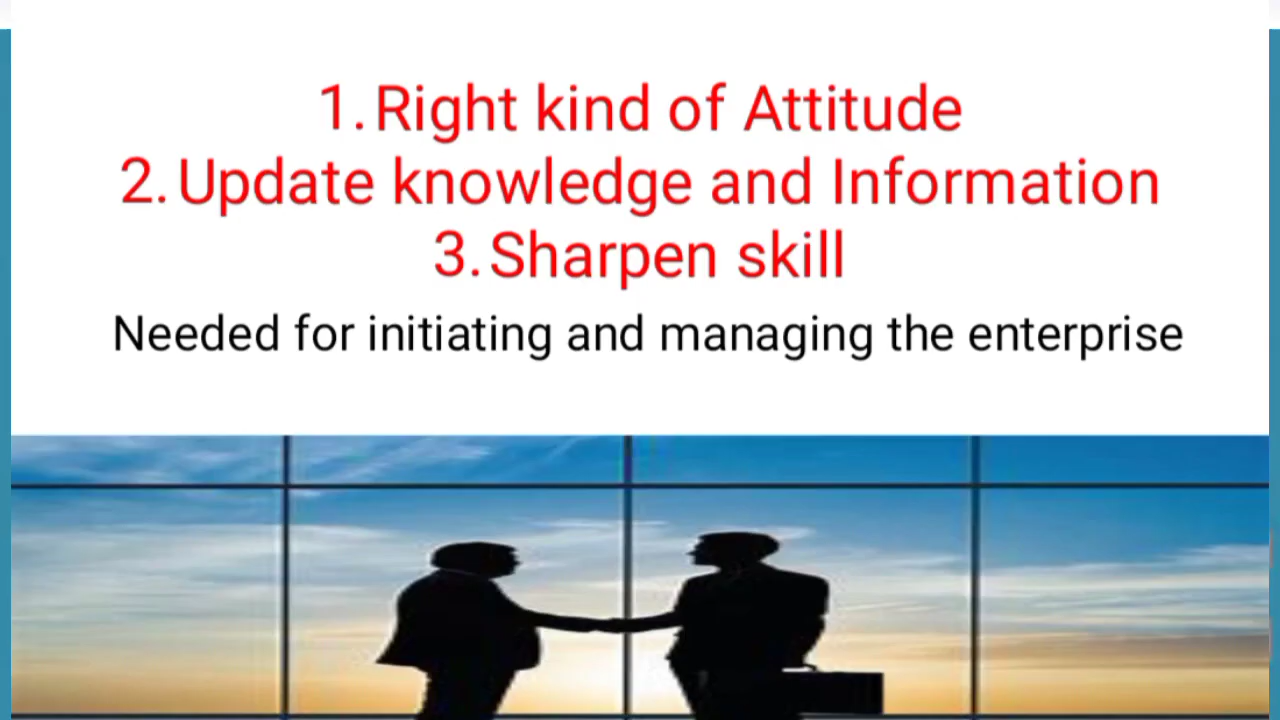 1. Right kind of Attitude
2. Update knowledge and Information
3. Sharpen skill
Needed for initiating and managing the enterprise